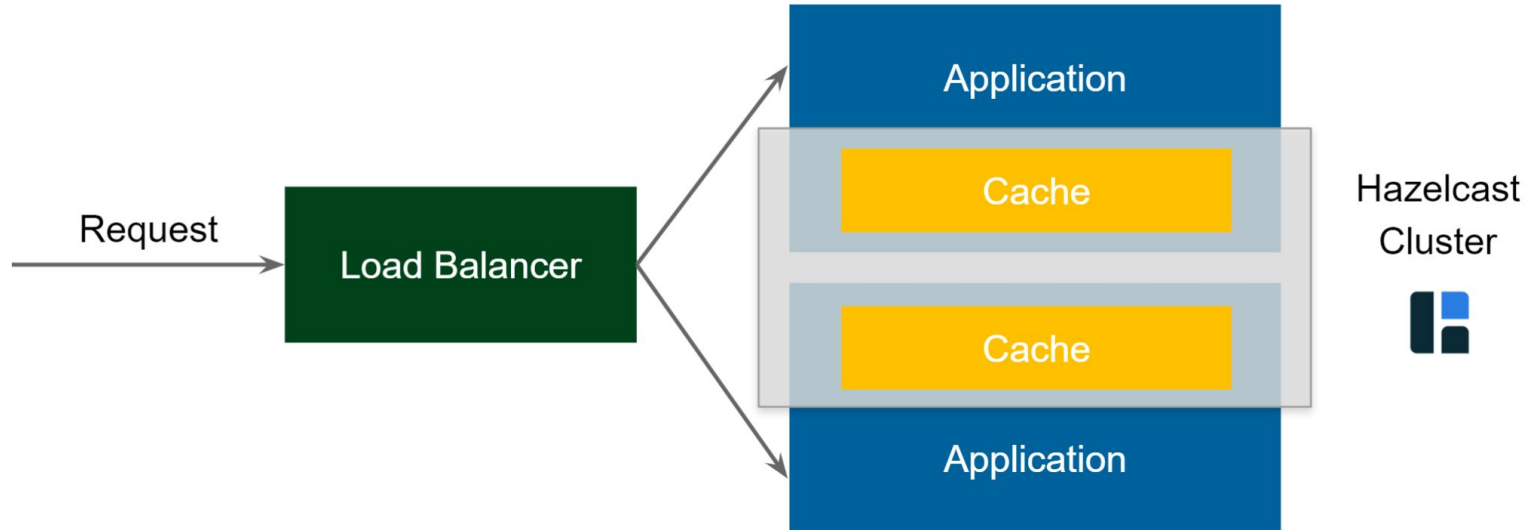 Request
Load Balancer
Application
Cache
Cache
Application
Hazelcast
Cluster